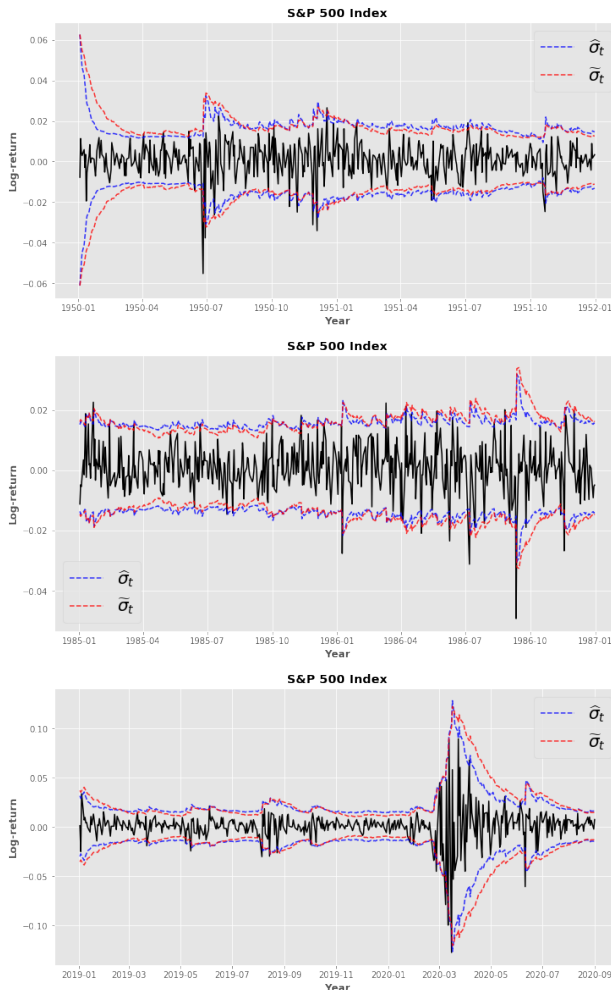 S&P 500 Index
0.06
0.04
0.02
0.00
−0.02
−0.04
−0.06
Log-return
σ̂t
σ̃t
1950-01 1950-04 1950-07 1950-10 1951-01 1951-04 1951-07 1951-10 1952-01
Year
S&P 500 Index
0.02
0.00
−0.02
−0.04
Log-return
σ̂t
σ̃t
1985-01 1985-04 1985-07 1985-10 1986-01 1986-04 1986-07 1986-10 1987-01
Year
S&P 500 Index
0.10
0.05
0.00
−0.05
−0.10
Log-return
σ̂t
σ̃t
2019-01 2019-03 2019-05 2019-07 2019-09 2019-11 2020-01 2020-03 2020-05 2020-07 2020-09
Year